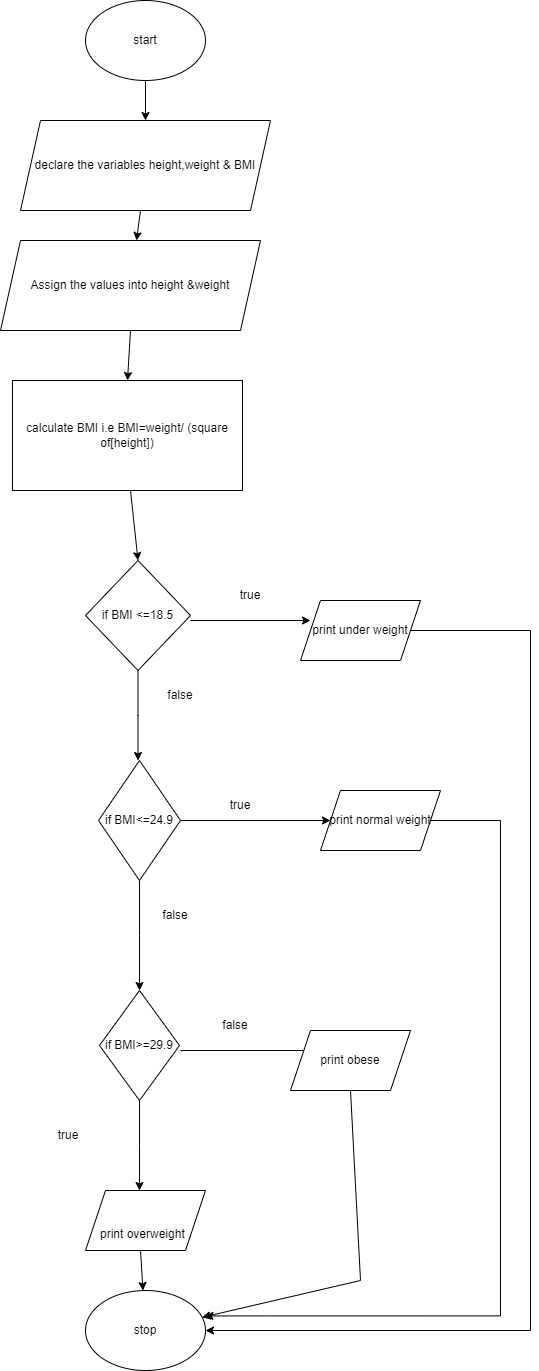 start
declare the variables height,weight & BMI
Assign the values into height &weight
calculate BMI i.e BMI=weight/ (square
of[height])
if BMI <=18.5
true
print under weight
false
if BMI<=24.9
true
print normal weight
false
if BMI>=29.9
false
print obese
true
print overweight
stop